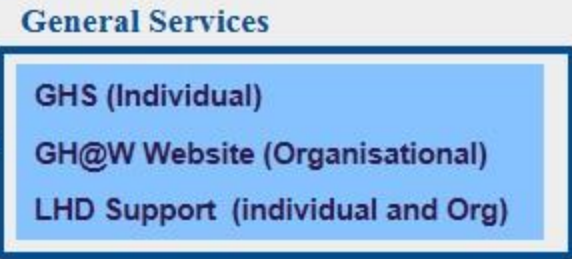 General Services
GHS (Individual)
GH@W Website (Organisational)
LHD Support (individual and Org)